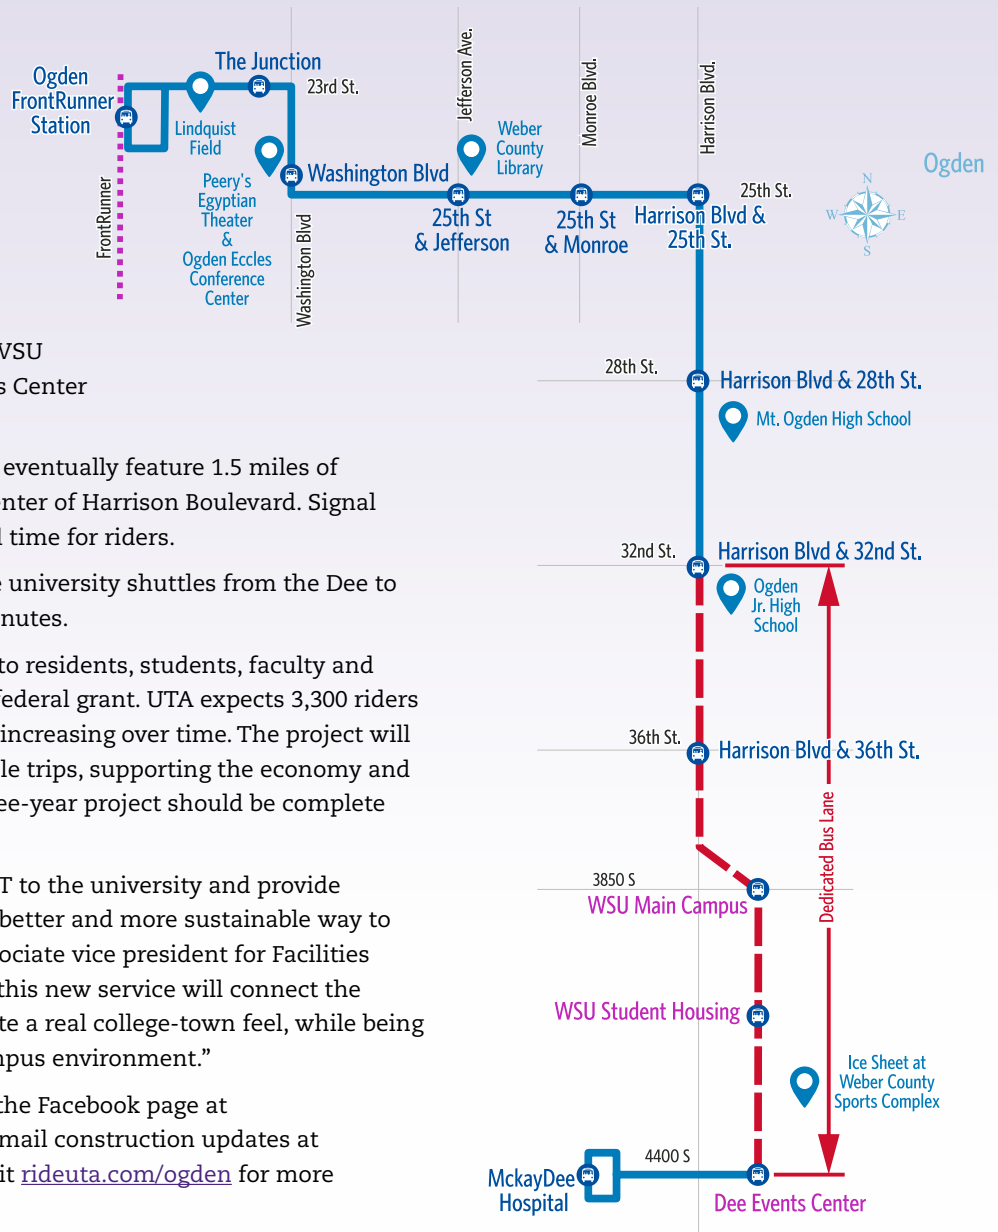 The Junction
Ogden
FrontRunner
Station
23rd St.
Lindquist
Field
Jefferson Ave.
Monroe Blvd.
Harrison Blvd.
Weber
County
Library
Ogden
N
W
E
S
Peery's
Egyptian
Theater
&
Ogden Eccles
Conference
Center
Washington Blvd
25th St.
25th St
& Jefferson
25th St
& Monroe
Harrison Blvd &
25th St.
FrontRunner
Washington Blvd
28th St.
Harrison Blvd & 28th St.
Mt. Ogden High School
32nd St.
Harrison Blvd & 32nd St.
Ogden
Jr. High
School
36th St.
Harrison Blvd & 36th St.
Dedicated Bus Lane
3850 S
WSU Main Campus
WSU Student Housing
Ice Sheet at
Weber County
Sports Complex
4400 S
MckayDee
Hospital
Dee Events Center
WSU
s Center
eventually feature 1.5 miles of
enter of Harrison Boulevard. Signal
l time for riders.
e university shuttles from the Dee to
nutes.
to residents, students, faculty and
federal grant. UTA expects 3,300 riders
increasing over time. The project will
le trips, supporting the economy and
ee-year project should be complete
T to the university and provide
better and more sustainable way to
ociate vice president for Facilities
this new service will connect the
te a real college-town feel, while being
npus environment.”
the Facebook page at
mail construction updates at
it rideuta.com/ogden for more